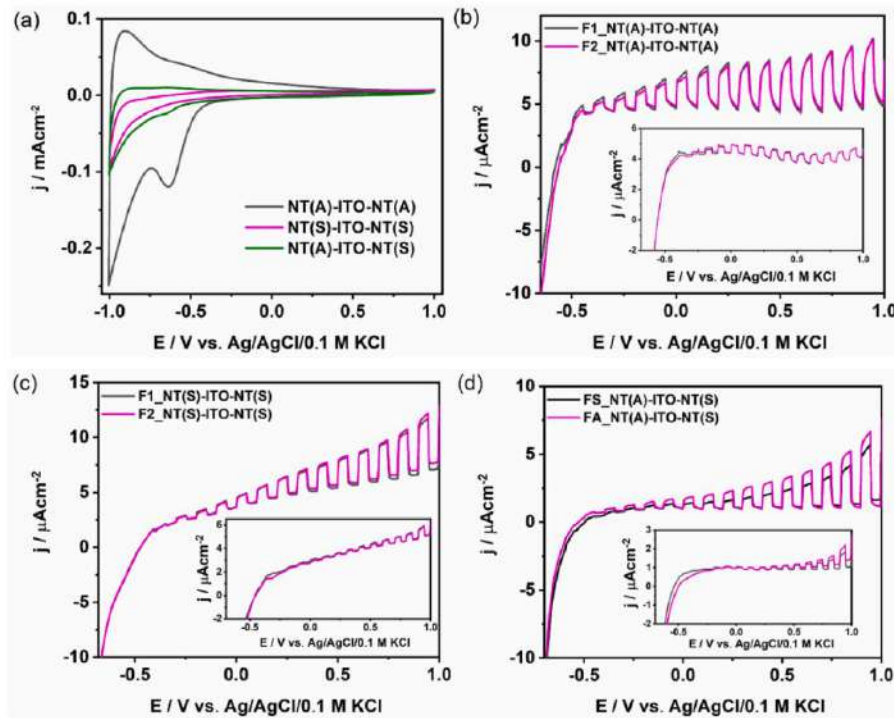 (a)
0.1
0.0
-0.1
-0.2
j / mAcm-2
NT(A)-ITO-NT(A)
NT(S)-ITO-NT(S)
NT(A)-ITO-NT(S)
-1.0 -0.5 0.0 0.5 1.0
E / V vs. Ag/AgCl/0.1 M KCl
(b)
F1_NT(A)-ITO-NT(A)
F2_NT(A)-ITO-NT(A)
10
5
0
-5
-10
j / µAcm-2
6
4
2
0
-2
j / µAcm-2
-0.5 0.0 0.5 1.0
E / V vs. Ag/AgCl/0.1 M KCl
-0.5 0.0 0.5 1.0
E / V vs. Ag/AgCl/0.1 M KCl
(c)
F1_NT(S)-ITO-NT(S)
F2_NT(S)-ITO-NT(S)
15
10
5
0
-5
-10
j / µAcm-2
6
4
2
0
-2
j / µAcm-2
-0.5 0.0 0.5 1.0
E / V vs. Ag/AgCl/0.1 M KCl
-0.5 0.0 0.5 1.0
E / V vs. Ag/AgCl/0.1 M KCl
(d)
FS_NT(A)-ITO-NT(S)
FA_NT(A)-ITO-NT(S)
10
5
0
-5
-10
j / µAcm-2
3
2
1
0
-1
-2
j / µAcm-2
-0.5 0.0 0.5 1.0
E / V vs. Ag/AgCl/0.1 M KCl
-0.5 0.0 0.5 1.0
E / V vs. Ag/AgCl/0.1 M KCl